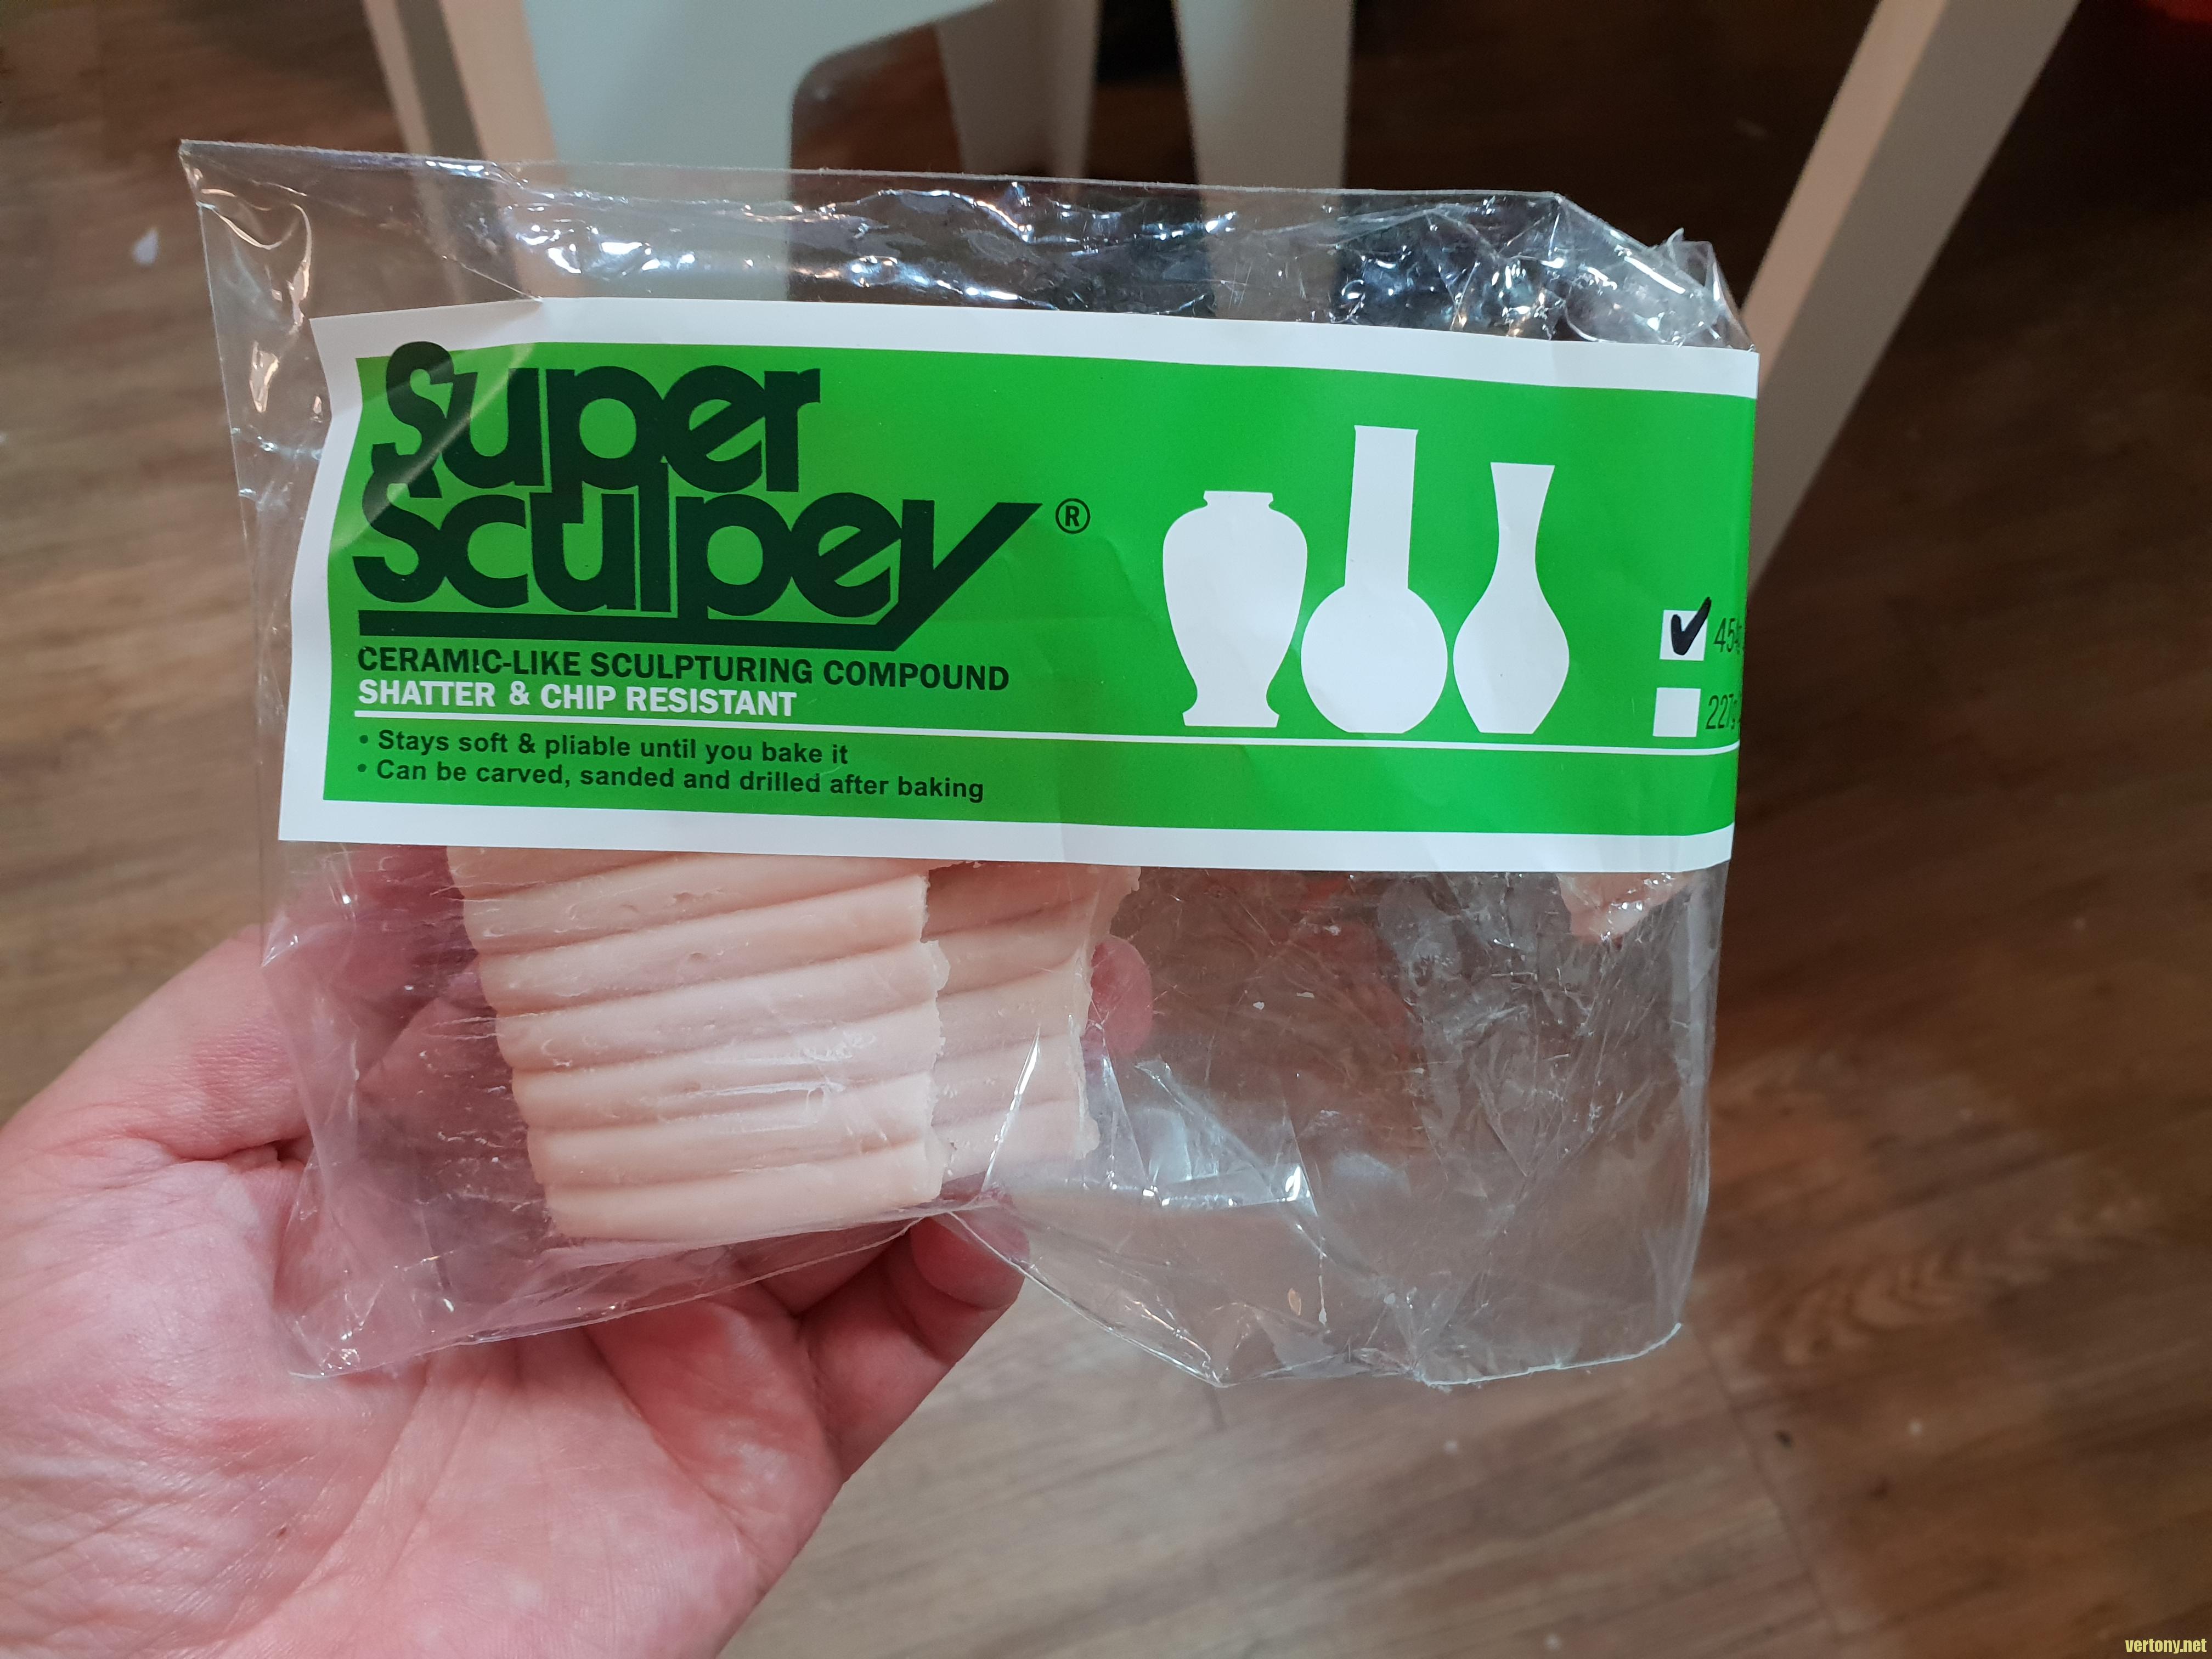 Super
Sculpey®
CERAMIC-LIKE SCULPTURING COMPOUND
SHATTER & CHIP RESISTANT
• Stays soft & pliable until you bake it
• Can be carved, sanded and drilled after baking
227g
vertony.net